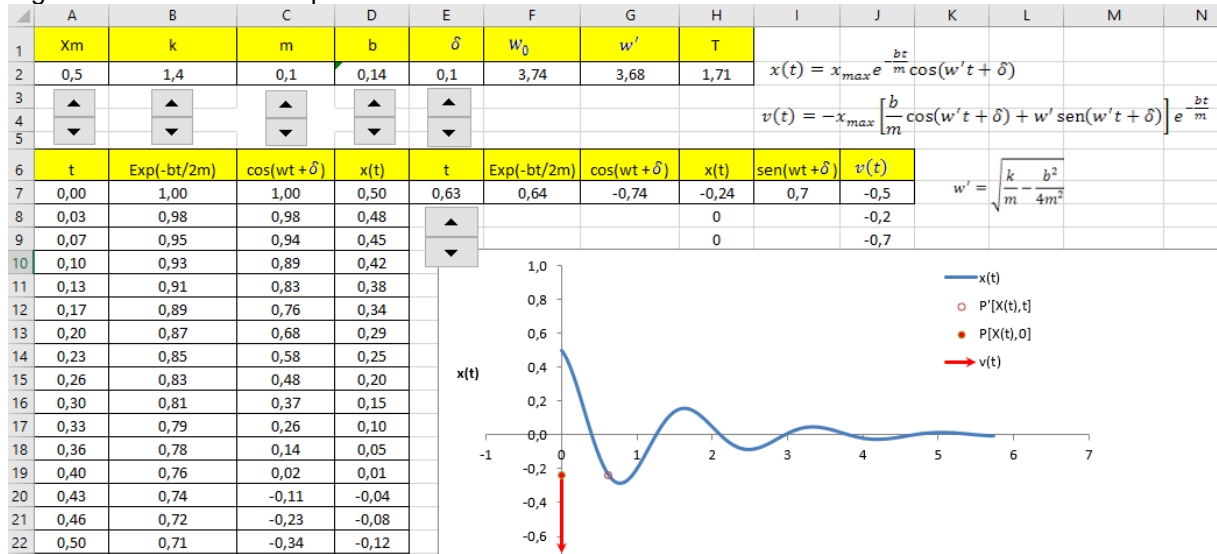 A B C D E F G H I J K L M N
1 Xm k m b δ W₀ w' T
2 0,5 1,4 0,1 0,14 0,1 3,74 3,68 1,71
x(t) = xₘₐₓe^(-bt/m) cos(w't + δ)
3
4
5
v(t) = -xₘₐₓ[b/m cos(w't + δ) + w' sen(w't + δ)] e^(-bt/m)
6 t Exp(-bt/2m) cos(wt + δ) x(t) t Exp(-bt/2m) cos(wt + δ) x(t) sen(wt + δ) v(t)
7 0,00 1,00 1,00 0,50 0,63 0,64 -0,74 -0,24 0,7 -0,5
w' = √(k/m - b²/4m²)
8 0,03 0,98 0,98 0,48 0 -0,2
9 0,07 0,95 0,94 0,45 0 -0,7
10 0,10 0,93 0,89 0,42
11 0,13 0,91 0,83 0,38
12 0,17 0,89 0,76 0,34
13 0,20 0,87 0,68 0,29
14 0,23 0,85 0,58 0,25
15 0,26 0,83 0,48 0,20
16 0,30 0,81 0,37 0,15
17 0,33 0,79 0,26 0,10
18 0,36 0,78 0,14 0,05
19 0,40 0,76 0,02 0,01
20 0,43 0,74 -0,11 -0,04
21 0,46 0,72 -0,23 -0,08
22 0,50 0,71 -0,34 -0,12
x(t)
1,0
0,8
0,6
0,4
0,2
0,0
-0,2
-0,4
-0,6
-1 0 1 2 3 4 5 6 7
x(t)
P'[X(t),t]
P[X(t),0]
v(t)